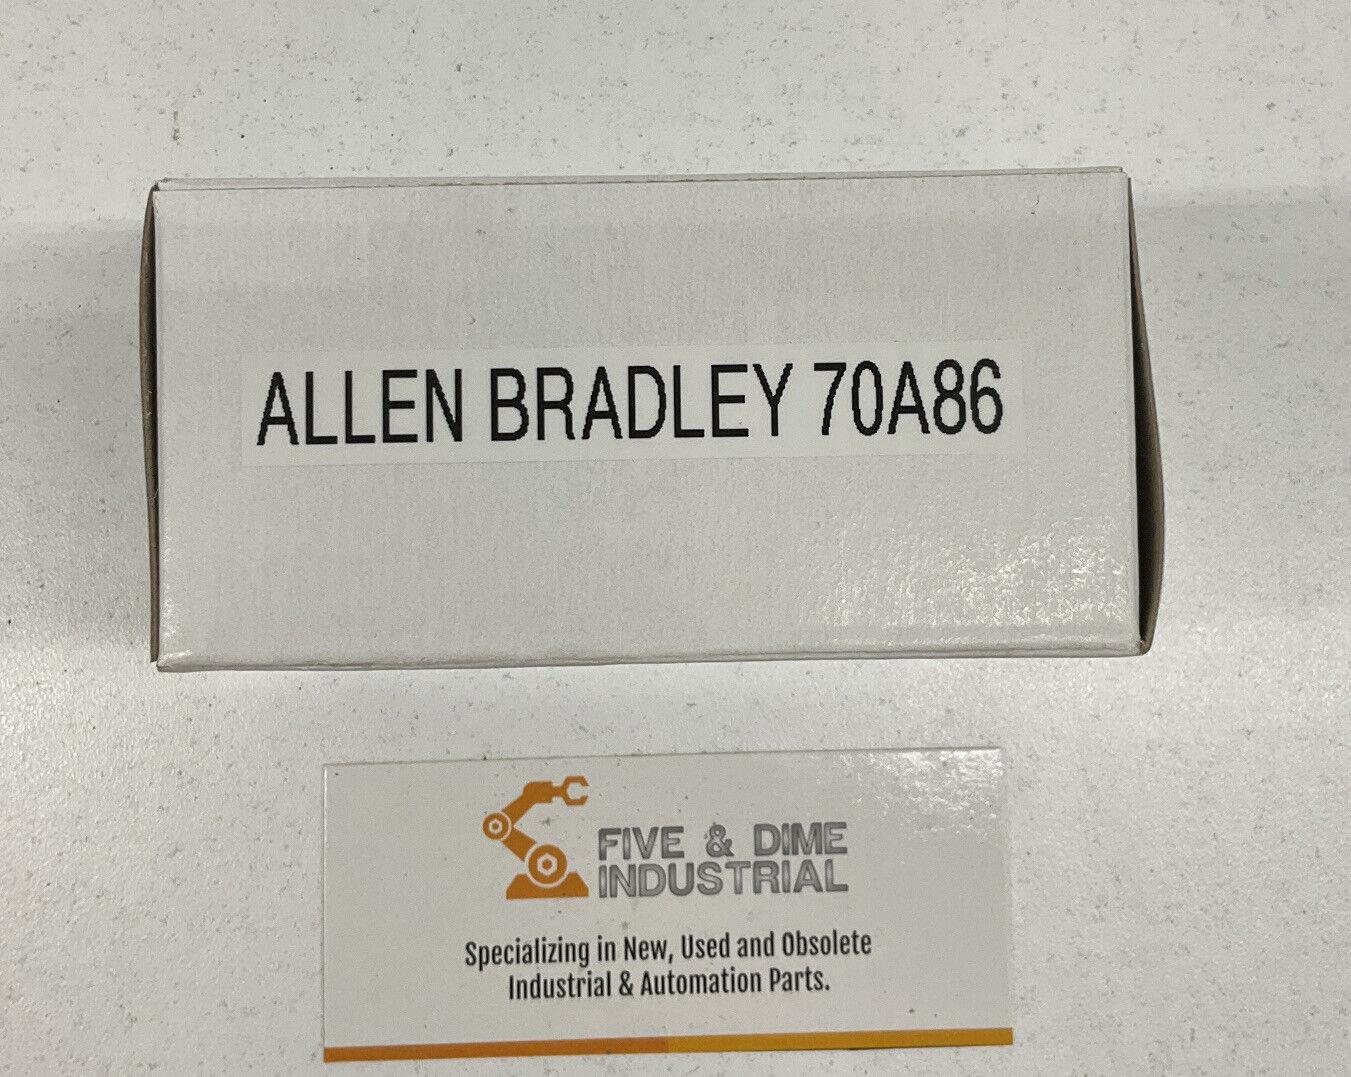 ALLEN BRADLEY 70A86
FIVE & DIME
INDUSTRIAL
Specializing in New, Used and Obsolete
Industrial & Automation Parts.